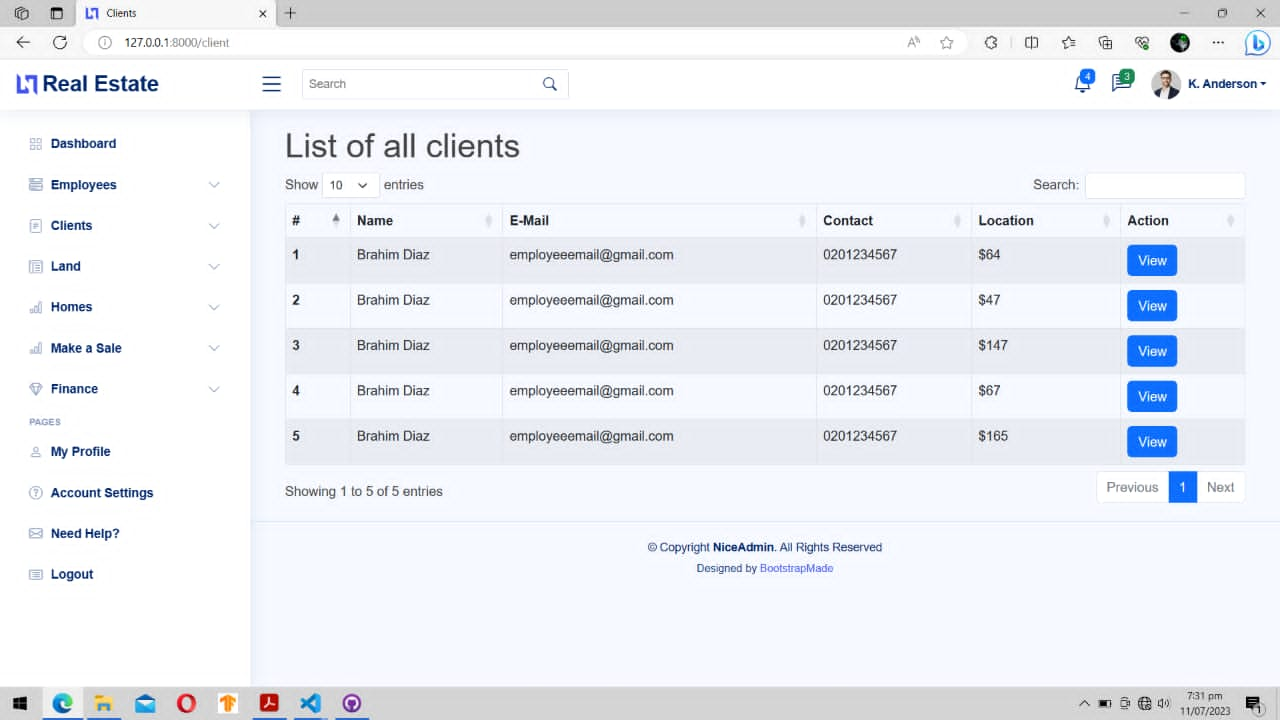 Clients
127.0.0.1:8000/client
Real Estate
Search
4
3
K. Anderson
Dashboard
Employees
Clients
Land
Homes
Make a Sale
Finance
PAGES
My Profile
Account Settings
Need Help?
Logout
List of all clients
Show 10 entries
Search:
# Name E-Mail Contact Location Action
1 Brahim Diaz employeeemail@gmail.com 0201234567 $64 View
2 Brahim Diaz employeeemail@gmail.com 0201234567 $47 View
3 Brahim Diaz employeeemail@gmail.com 0201234567 $147 View
4 Brahim Diaz employeeemail@gmail.com 0201234567 $67 View
5 Brahim Diaz employeeemail@gmail.com 0201234567 $165 View
Showing 1 to 5 of 5 entries
Previous 1 Next
© Copyright NiceAdmin. All Rights Reserved
Designed by BootstrapMade
7:31 pm
11/07/2023
1